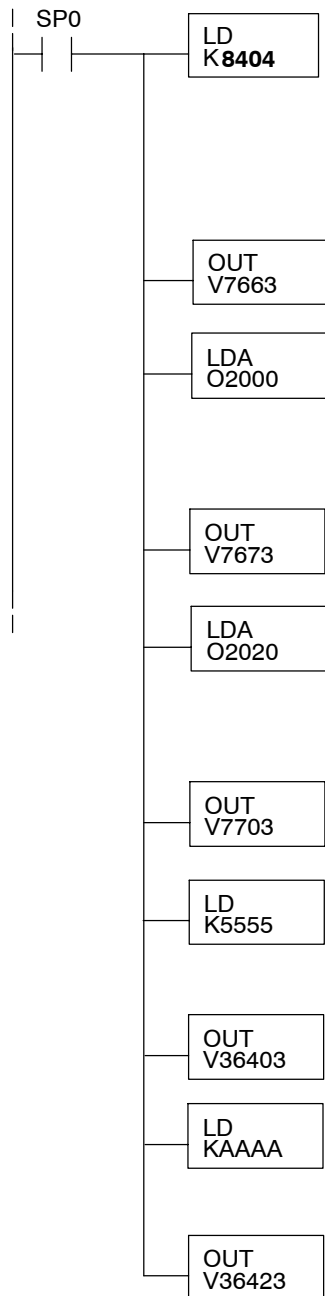 SP0
LD
K8404
OUT
V7663
LDA
O2000
OUT
V7673
LDA
O2020
OUT
V7703
LD
K5555
OUT
V36403
LD
KAAAA
OUT
V36423